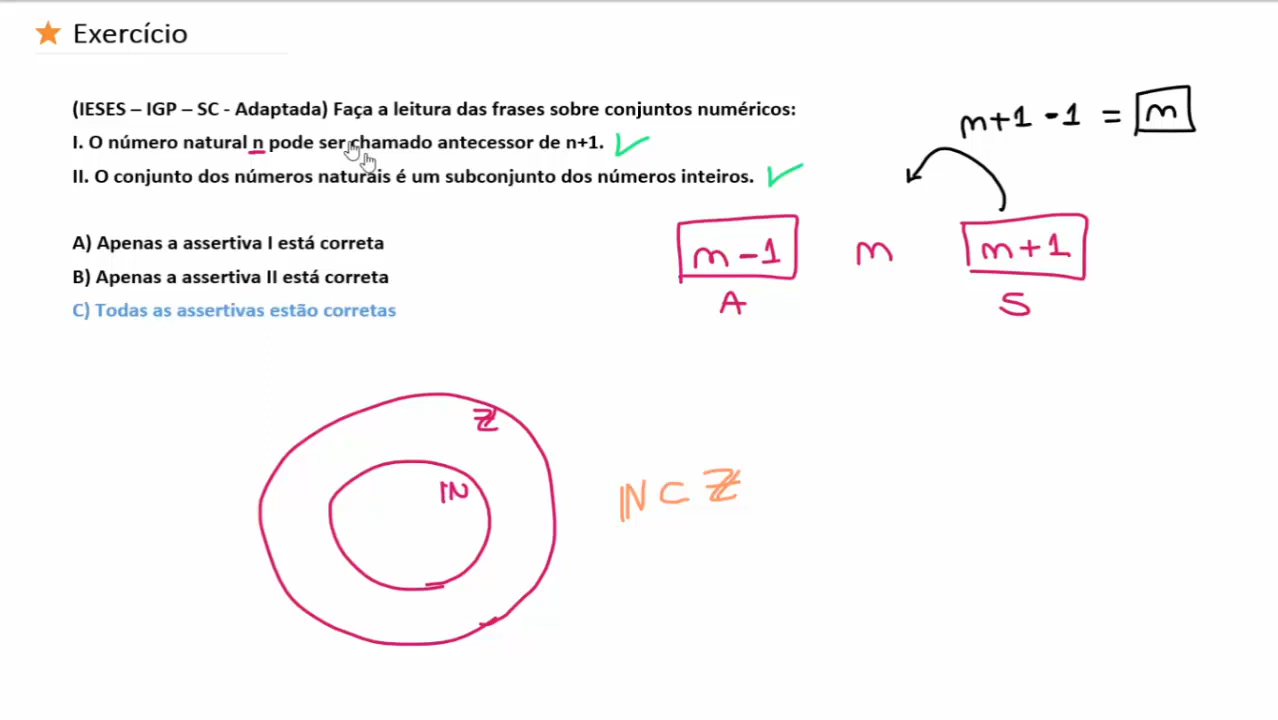 Exercício
(IESES – IGP – SC - Adaptada) Faça a leitura das frases sobre conjuntos numéricos:
I. O número natural n pode ser chamado antecessor de n+1.
II. O conjunto dos números naturais é um subconjunto dos números inteiros.
A) Apenas a assertiva I está correta
B) Apenas a assertiva II está correta
C) Todas as assertivas estão corretas
n+1 -1 = n
n-1 n n+1
A S
ℤ
ℕ
ℕ ⊂ ℤ